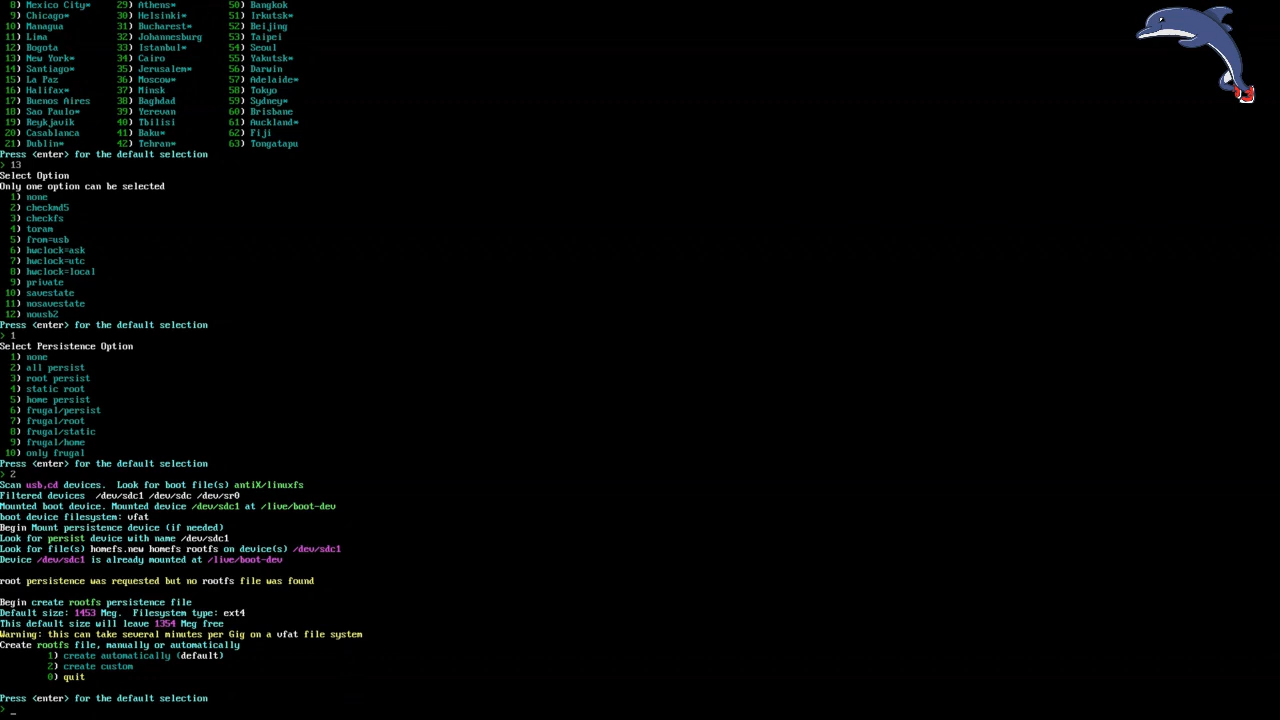 8) Mexico City* 29) Athens* 50) Bangkok
9) Chicago* 30) Helsinki* 51) Irkutsk*
10) Managua 31) Bucharest* 52) Beijing
11) Lima 32) Johannesburg 53) Taipei
12) Bogota 33) Istanbul* 54) Seoul
13) New York* 34) Cairo 55) Yakutsk*
14) Santiago* 35) Jerusalem* 56) Darwin
15) La Paz 36) Moscow* 57) Adelaide*
16) Halifax* 37) Minsk 58) Tokyo
17) Buenos Aires 38) Baghdad 59) Sydney*
18) Sao Paulo* 39) Yerevan 60) Brisbane
19) Reykjavik 40) Tbilisi 61) Auckland*
20) Casablanca 41) Baku* 62) Fiji
21) Dublin* 42) Tehran* 63) Tongatapu
Press <enter> for the default selection
> 13
Select Option
Only one option can be selected
1) none
2) checkmd5
3) checkfs
4) toram
5) from=usb
6) hwclock=ask
7) hwclock=utc
8) hwclock=local
9) private
10) savestate
11) nosavestate
12) nousb2
Press <enter> for the default selection
> 1
Select Persistence Option
1) none
2) all persist
3) root persist
4) static root
5) home persist
6) frugal/persist
7) frugal/root
8) frugal/static
9) frugal/home
10) only frugal
Press <enter> for the default selection
> 2
Scan usb,cd devices. Look for boot file(s) antiX/linuxfs
Filtered devices /dev/sdc1 /dev/sdc /dev/sr0
Mounted boot device. Mounted device /dev/sdc1 at /live/boot-dev
boot device filesystem: vfat
Begin Mount persistence device (if needed)
Look for persist device with name /dev/sdc1
Look for file(s) homefs.new homefs rootfs on device(s) /dev/sdc1
Device /dev/sdc1 is already mounted at /live/boot-dev
root persistence was requested but no rootfs file was found
Begin create rootfs persistence file
Default size: 1453 Meg. Filesystem type: ext4
This default size will leave 1354 Meg free
Warning: this can take several minutes per Gig on a vfat file system
Create rootfs file, manually or automatically
1) create automatically (default)
2) create custom
0) quit
Press <enter> for the default selection
> _